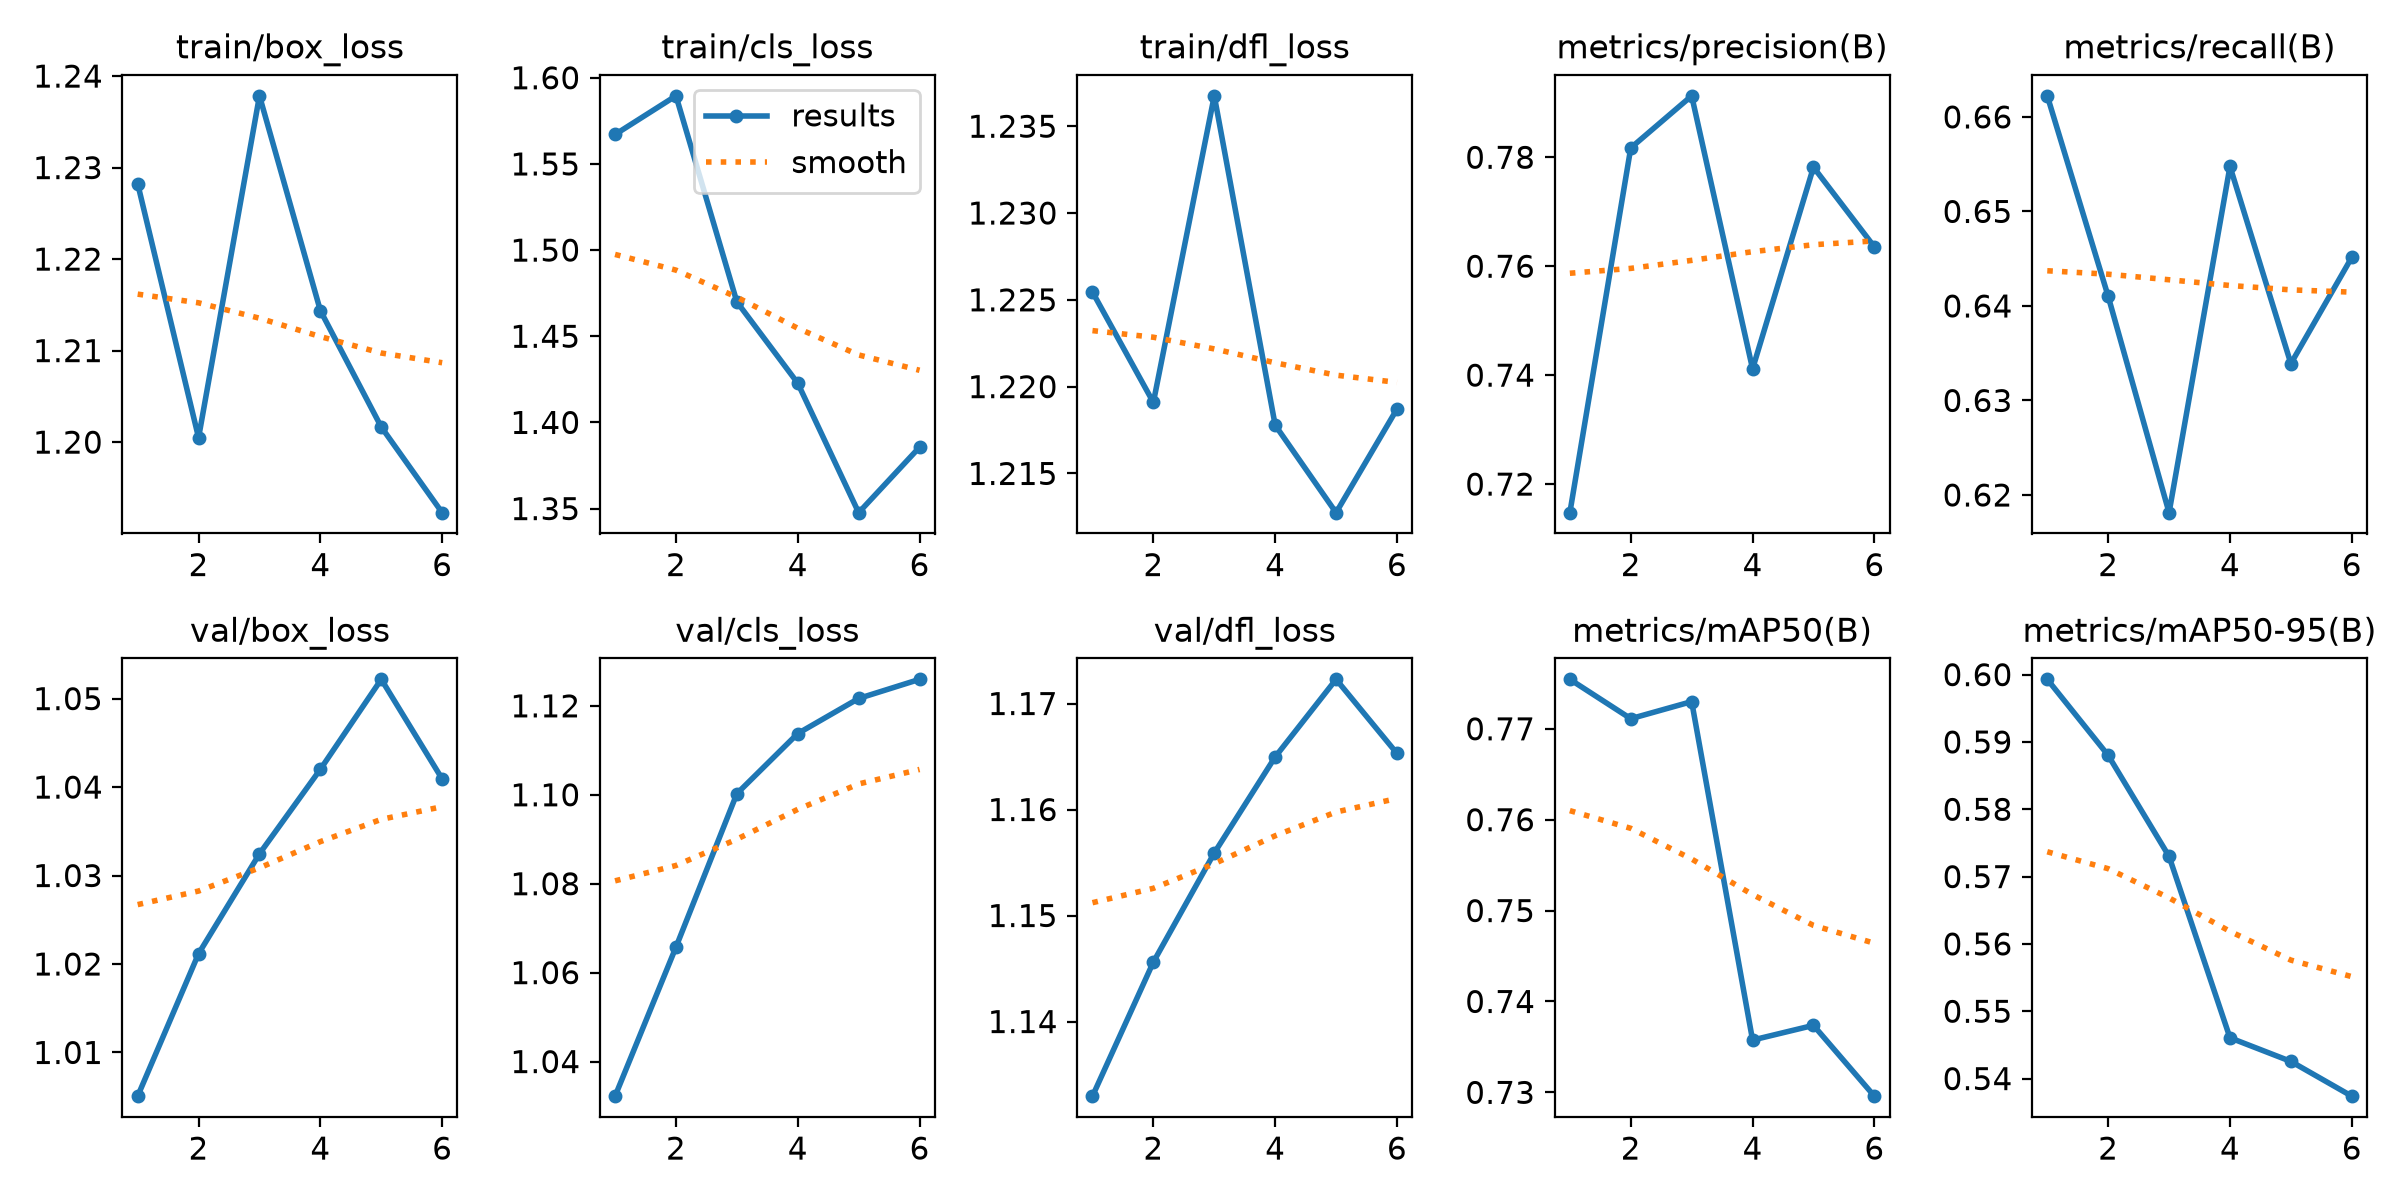 train/box_loss
1.24
1.23
1.22
1.21
1.20
2 4 6
train/cls_loss
1.60
1.55
1.50
1.45
1.40
1.35
2 4 6
results
smooth
train/dfl_loss
1.235
1.230
1.225
1.220
1.215
2 4 6
metrics/precision(B)
0.78
0.76
0.74
0.72
2 4 6
metrics/recall(B)
0.66
0.65
0.64
0.63
0.62
2 4 6
val/box_loss
1.05
1.04
1.03
1.02
1.01
2 4 6
val/cls_loss
1.12
1.10
1.08
1.06
1.04
2 4 6
val/dfl_loss
1.17
1.16
1.15
1.14
2 4 6
metrics/mAP50(B)
0.77
0.76
0.75
0.74
0.73
2 4 6
metrics/mAP50-95(B)
0.60
0.59
0.58
0.57
0.56
0.55
0.54
2 4 6